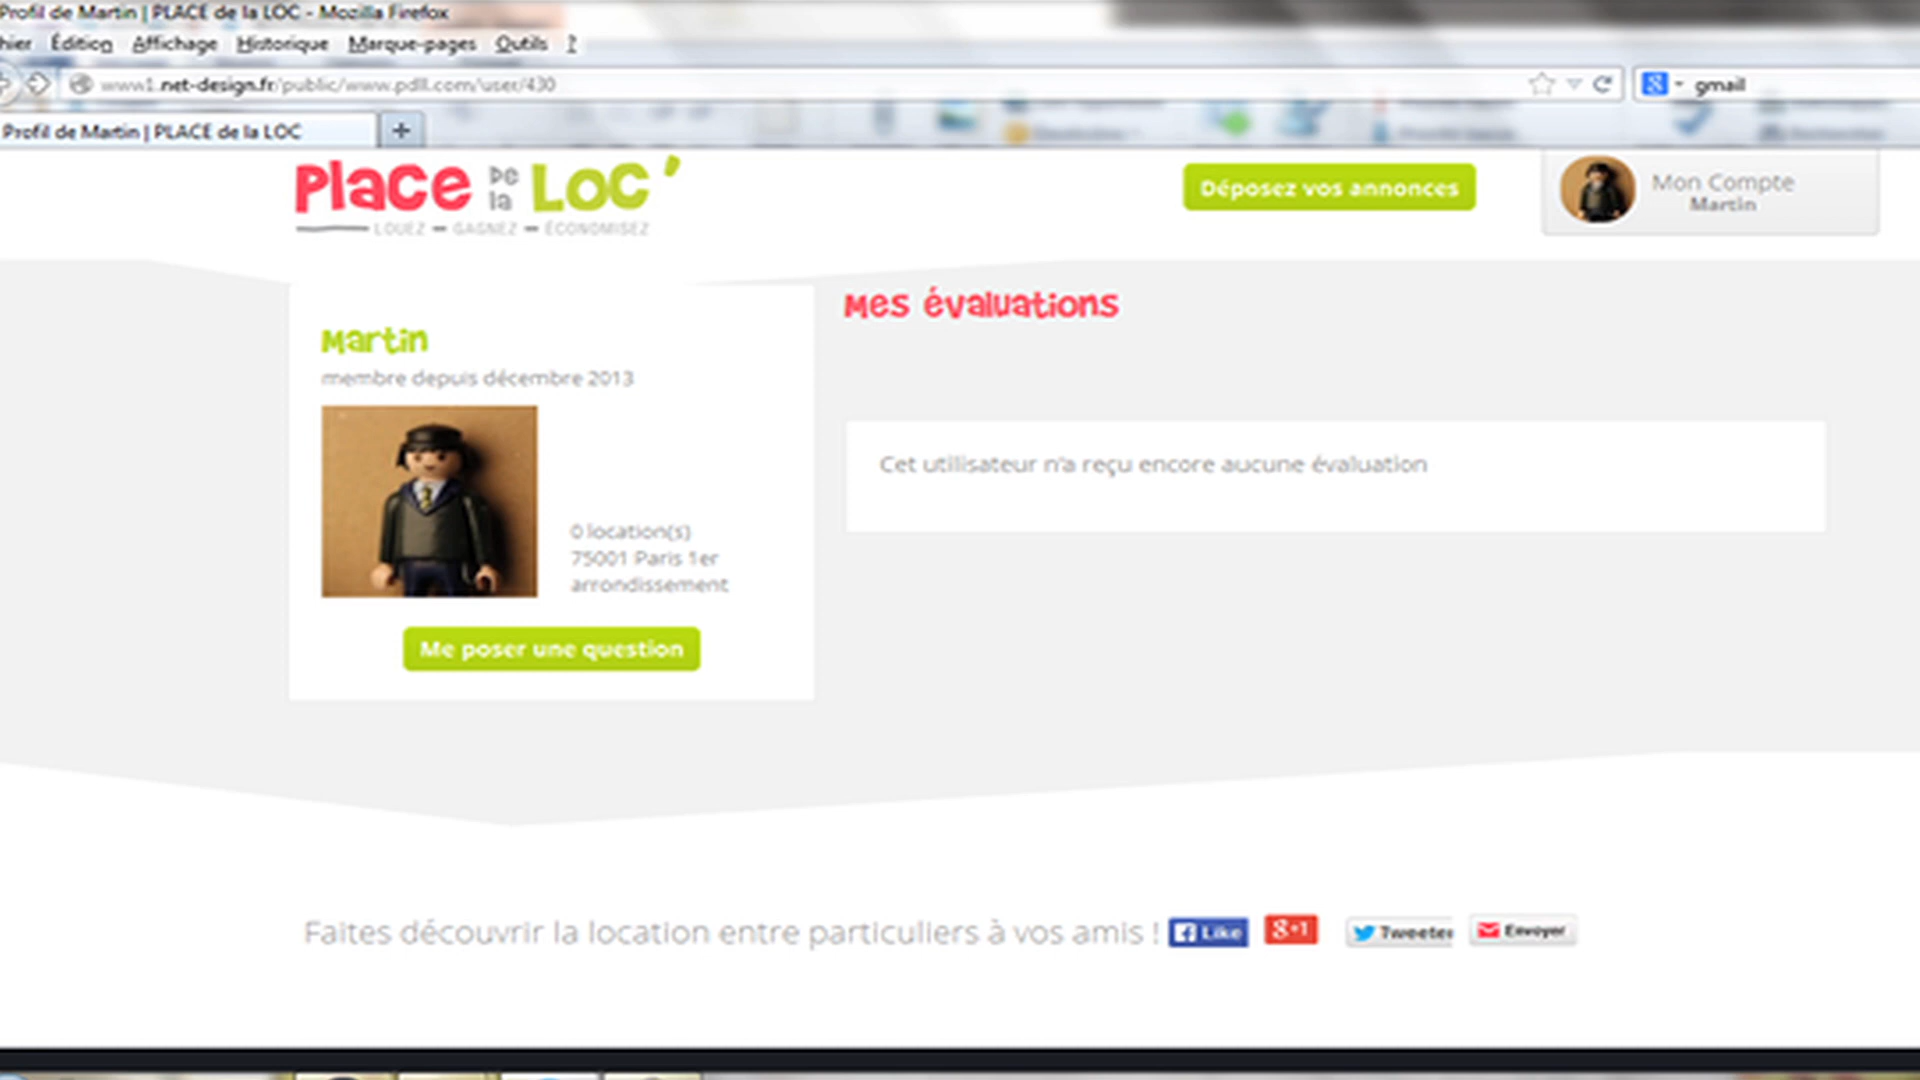 Profil de Martin | PLACE de la LOC - Mozilla Firefox
hier Édition Affichage Historique Marque-pages Outils ?
www1.net-design.fr/public/www.pdll.com/user/430
gmail
Profil de Martin | PLACE de la LOC +
Place De la Loc'
LOUEZ - GAGNEZ - ÉCONOMISEZ
Déposez vos annonces
Mon Compte
Martin
Mes évaluations
Martin
membre depuis décembre 2013
Cet utilisateur n'a reçu encore aucune évaluation
0 location(s)
75001 Paris 1er
arrondissement
Me poser une question
Faites découvrir la location entre particuliers à vos amis ! Like 8+1 Tweeter Envoyer